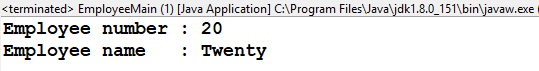 <terminated> EmployeeMain (1) [Java Application] C:\Program Files\Java\jdk1.8.0_151\bin\javaw.exe (
Employee number : 20
Employee name   : Twenty